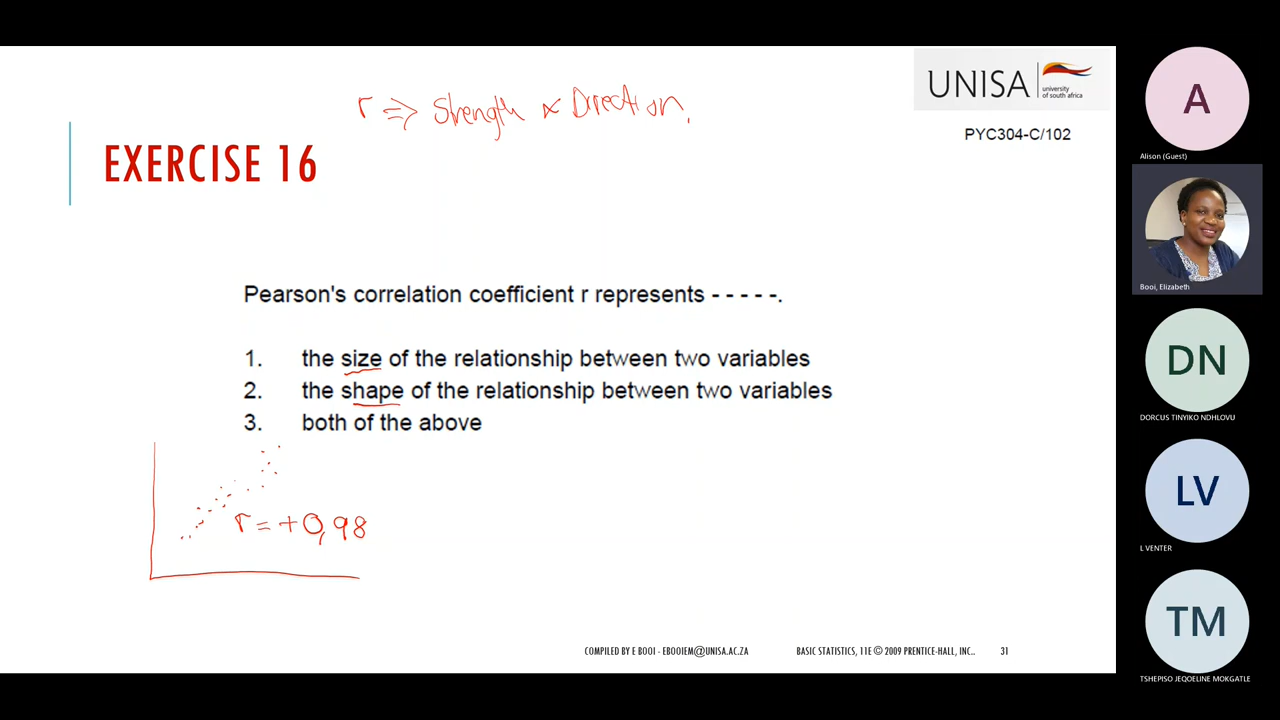 r ⇒ Strength & Direction.
UNISA
university
of south africa
PYC304-C/102
EXERCISE 16
Pearson's correlation coefficient r represents - - - - -.
1. the size of the relationship between two variables
2. the shape of the relationship between two variables
3. both of the above
r = +0,98
COMPILED BY E BOOI - EBOOIEM@UNISA.AC.ZA
BASIC STATISTICS, 11E © 2009 PRENTICE-HALL, INC..
31
A
Alison (Guest)
Booi, Elizabeth
DN
DORCUS TINYIKO NDHLOVU
LV
L VENTER
TM
TSHEPISO JEQOELINE MOKGATLE